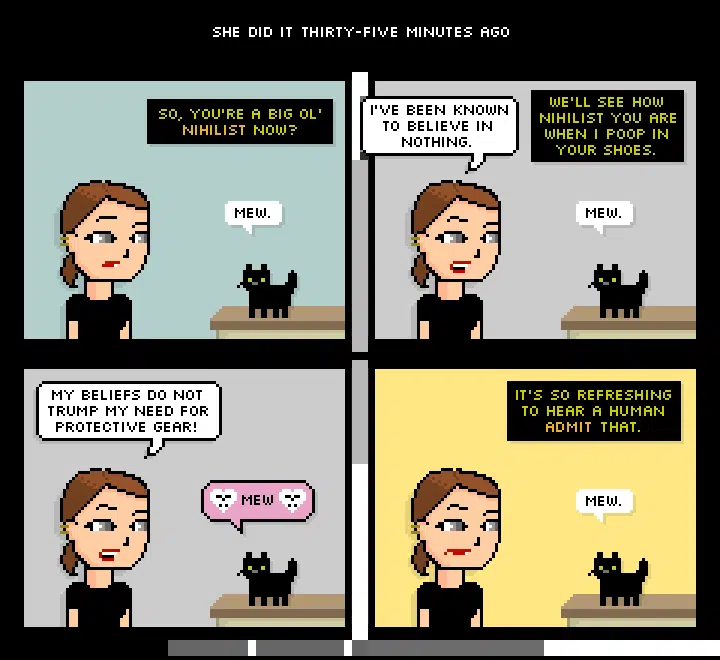 SHE DID IT THIRTY-FIVE MINUTES AGO
SO, YOU'RE A BIG OL'
NIHILIST NOW?
MEW.
I'VE BEEN KNOWN
TO BELIEVE IN
NOTHING.
WE'LL SEE HOW
NIHILIST YOU ARE
WHEN I POOP IN
YOUR SHOES.
MEW.
MY BELIEFS DO NOT
TRUMP MY NEED FOR
PROTECTIVE GEAR!
MEW
IT'S SO REFRESHING
TO HEAR A HUMAN
ADMIT THAT.
MEW.